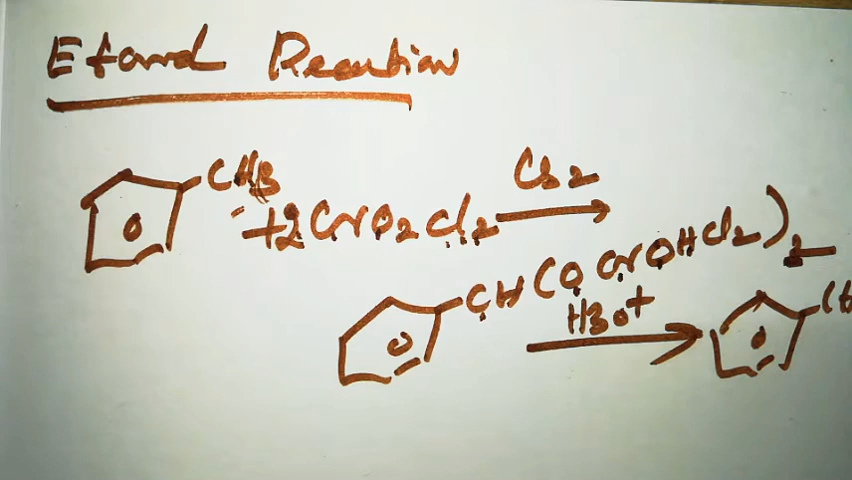 Etard Reaction
CH3 + 2CrO2Cl2 CS2
CH(OCrOHCl2)2
H3O+